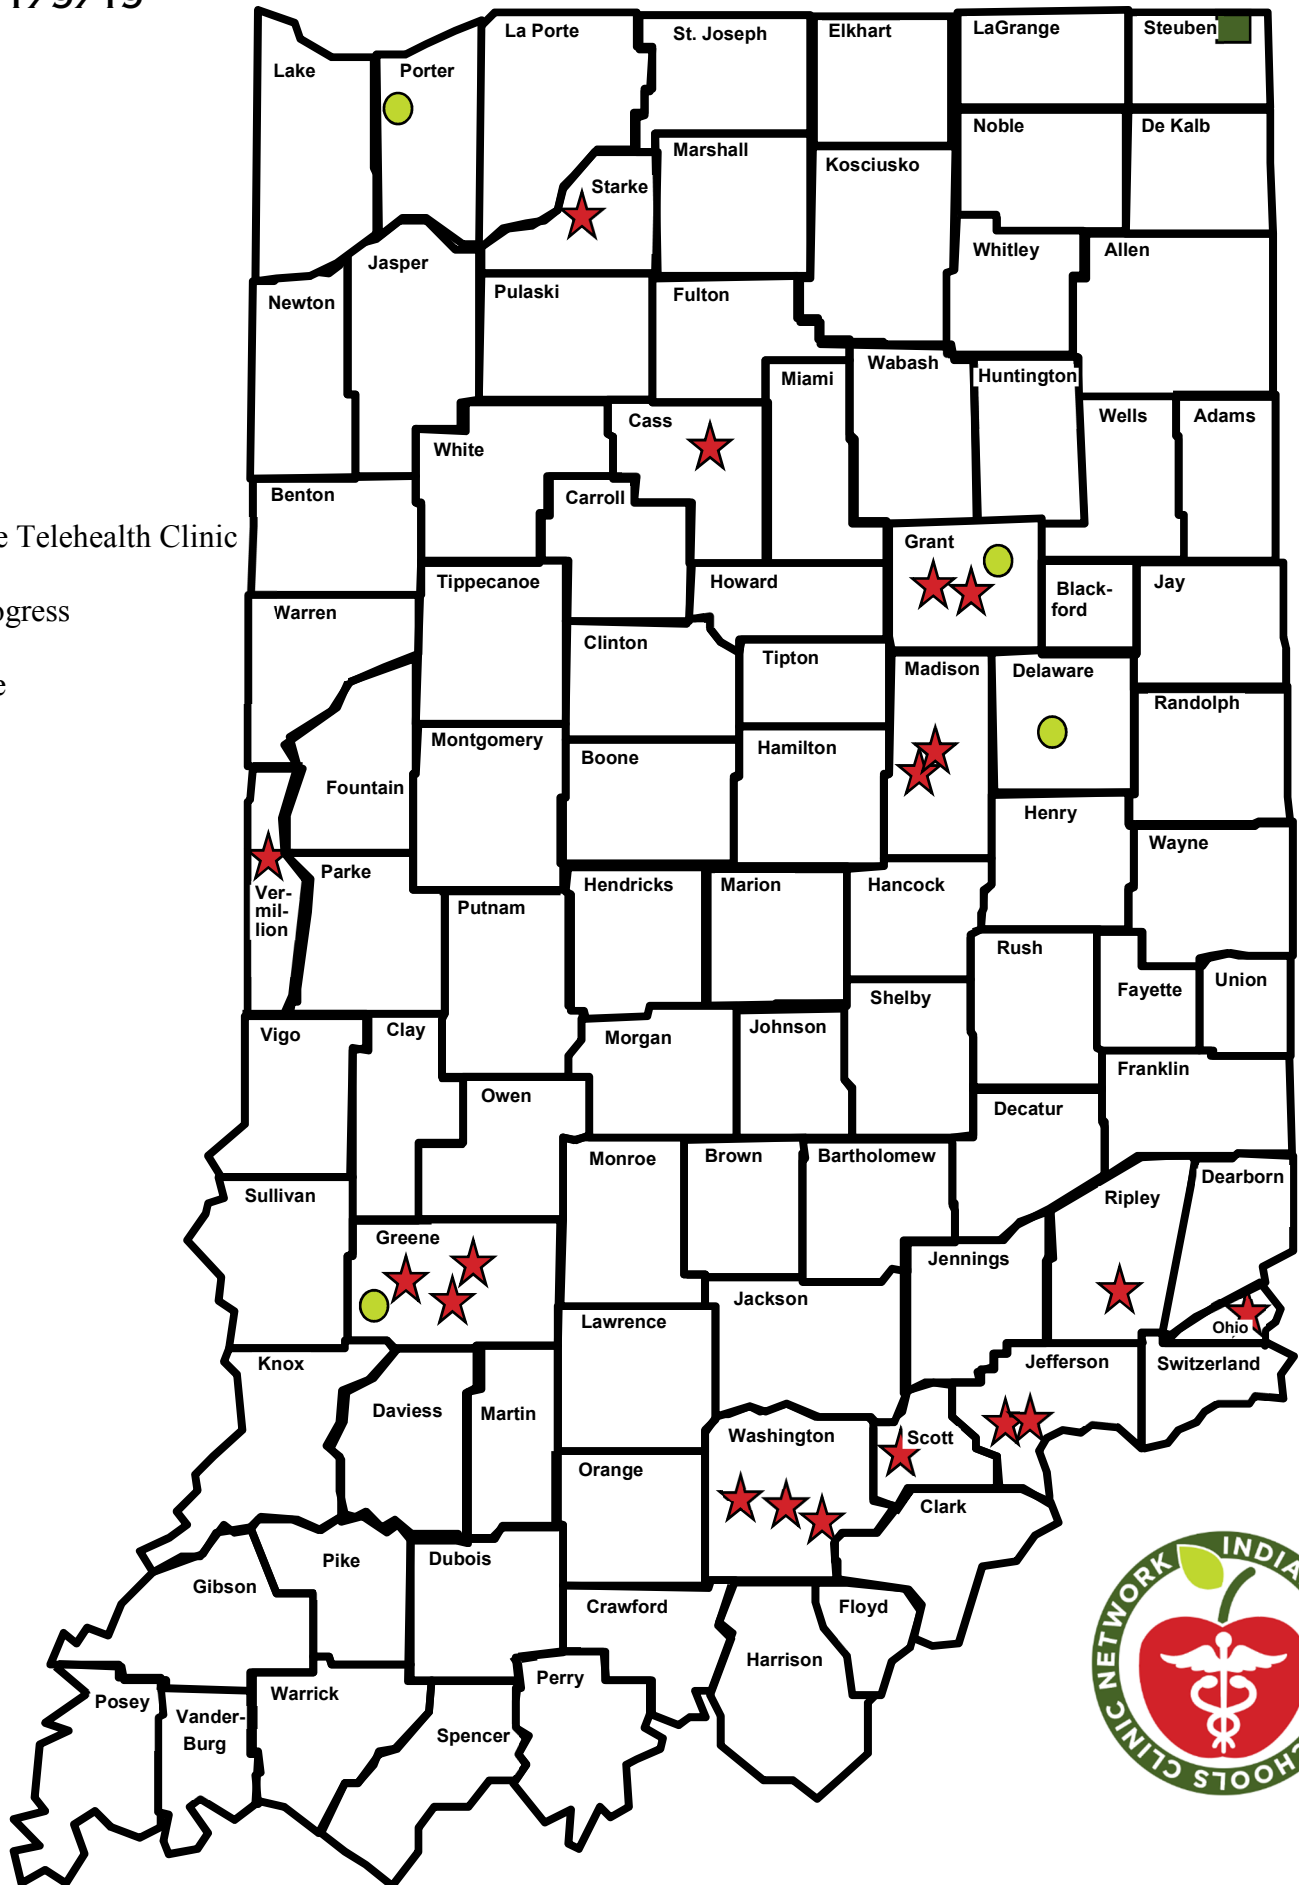 La Porte
St. Joseph
Elkhart
LaGrange
Steuben
Lake
Porter
Noble
De Kalb
Marshall
Kosciusko
Starke
Whitley
Allen
Jasper
Newton
Pulaski
Fulton
Miami
Wabash
Huntington
Cass
Wells
Adams
White
Benton
Carroll
e Telehealth Clinic
Grant
Tippecanoe
Howard
Black-
ford
Jay
ogress
Warren
Clinton
Tipton
Madison
Delaware
e
Randolph
Montgomery
Boone
Hamilton
Fountain
Henry
Wayne
Parke
Hendricks
Marion
Hancock
Ver-
mil-
lion
Putnam
Rush
Fayette
Union
Shelby
Vigo
Clay
Morgan
Johnson
Franklin
Owen
Decatur
Monroe
Brown
Bartholomew
Dearborn
Sullivan
Ripley
Greene
Jennings
Jackson
Lawrence
Ohio
Knox
Jefferson
Switzerland
Daviess
Martin
Washington
Scott
Orange
Clark
Pike
Dubois
Gibson
Crawford
Floyd
Harrison
Perry
Posey
Warrick
Vander-
Burg
Spencer
NETWORK
INDIA
HOOLS CLINIC